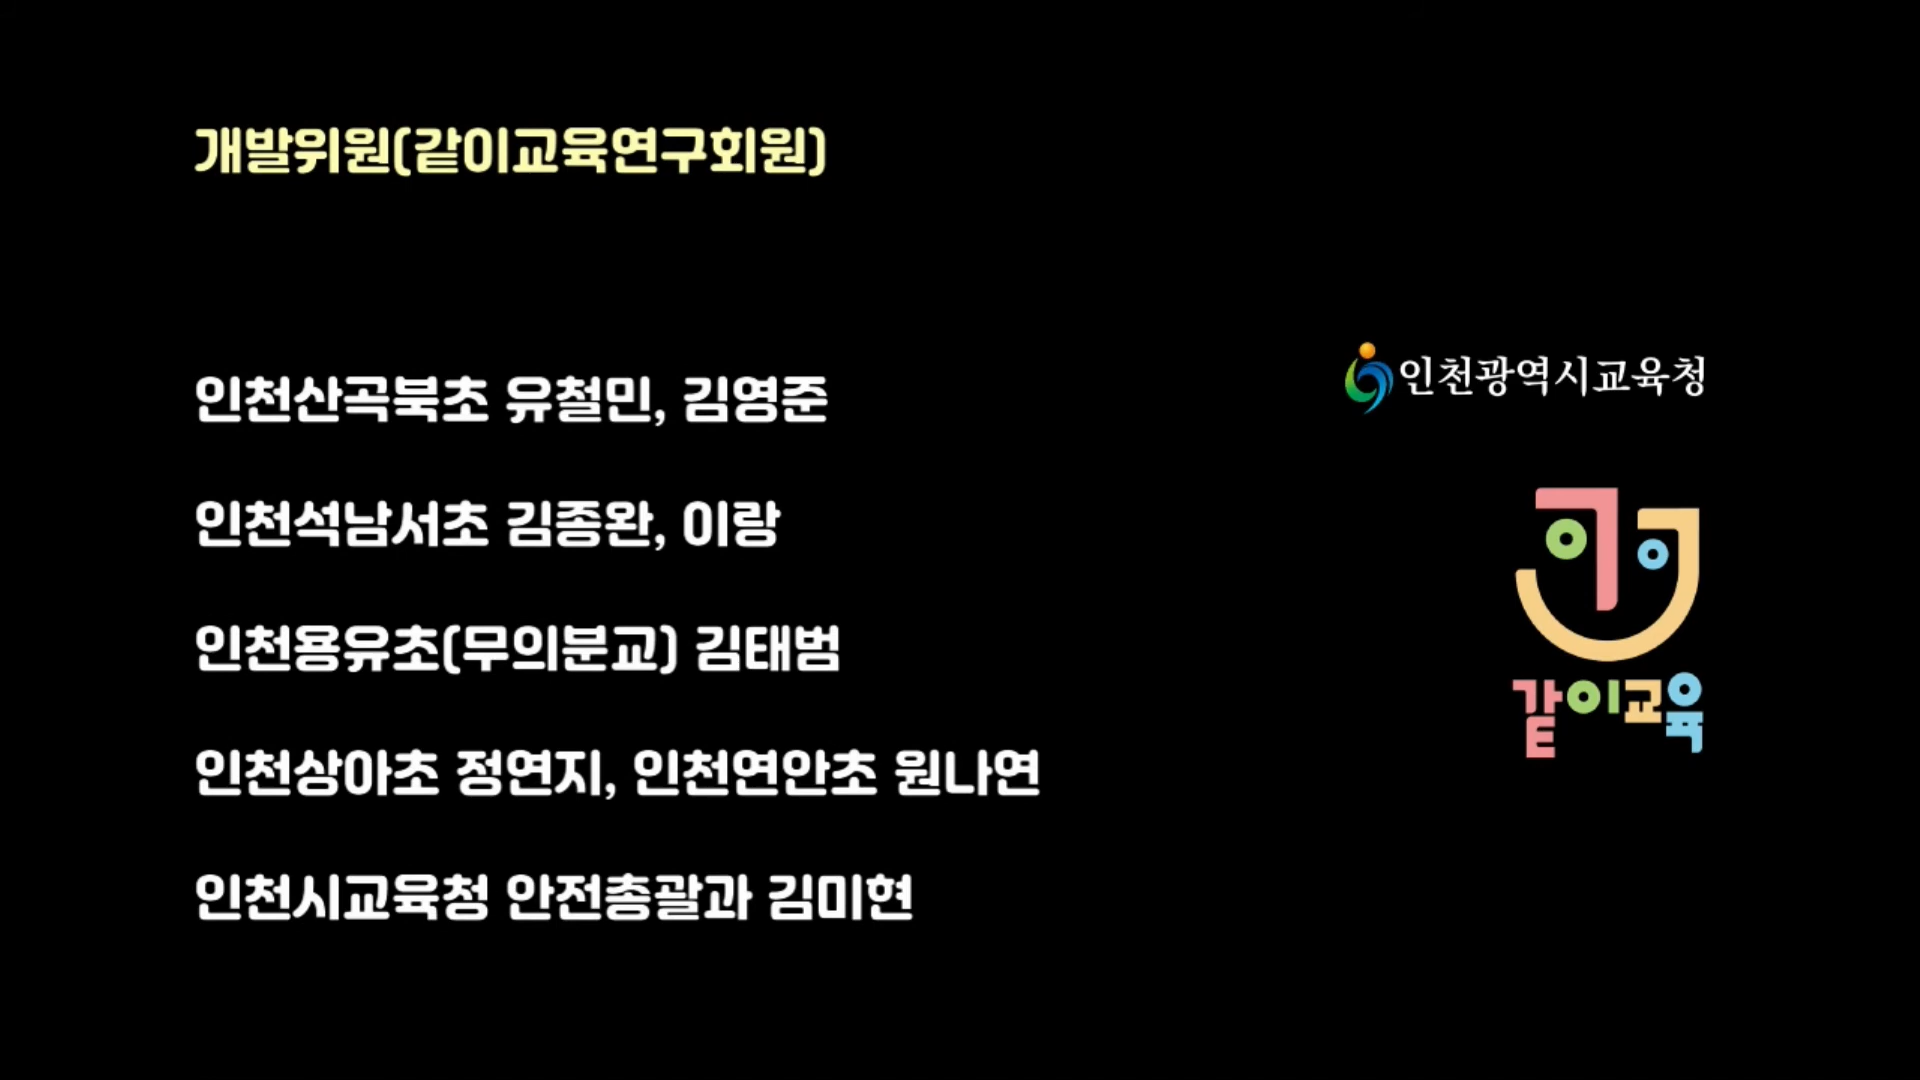 개발위원(같이교육연구회원)
인천산곡북초 유철민, 김영준
인천석남서초 김종완, 이랑
인천용유초(무의분교) 김태범
인천상아초 정연지, 인천연안초 원나연
인천시교육청 안전총괄과 김미현
인천광역시교육청
같이교육